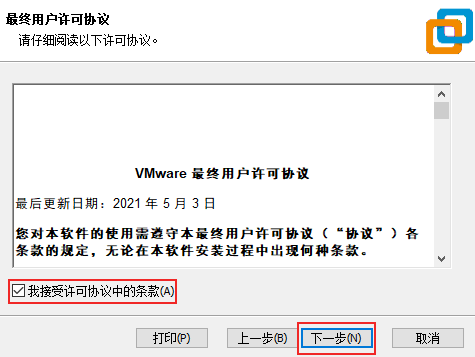 最终用户许可协议
请仔细阅读以下许可协议。
VMware 最终用户许可协议
最后更新日期：2021 年 5 月 3 日
您对本软件的使用需遵守本最终用户许可协议（“协议”）各
条款的规定，无论在本软件安装过程中出现何种条款。
我接受许可协议中的条款(A)
打印(P)
上一步(B)
下一步(N)
取消